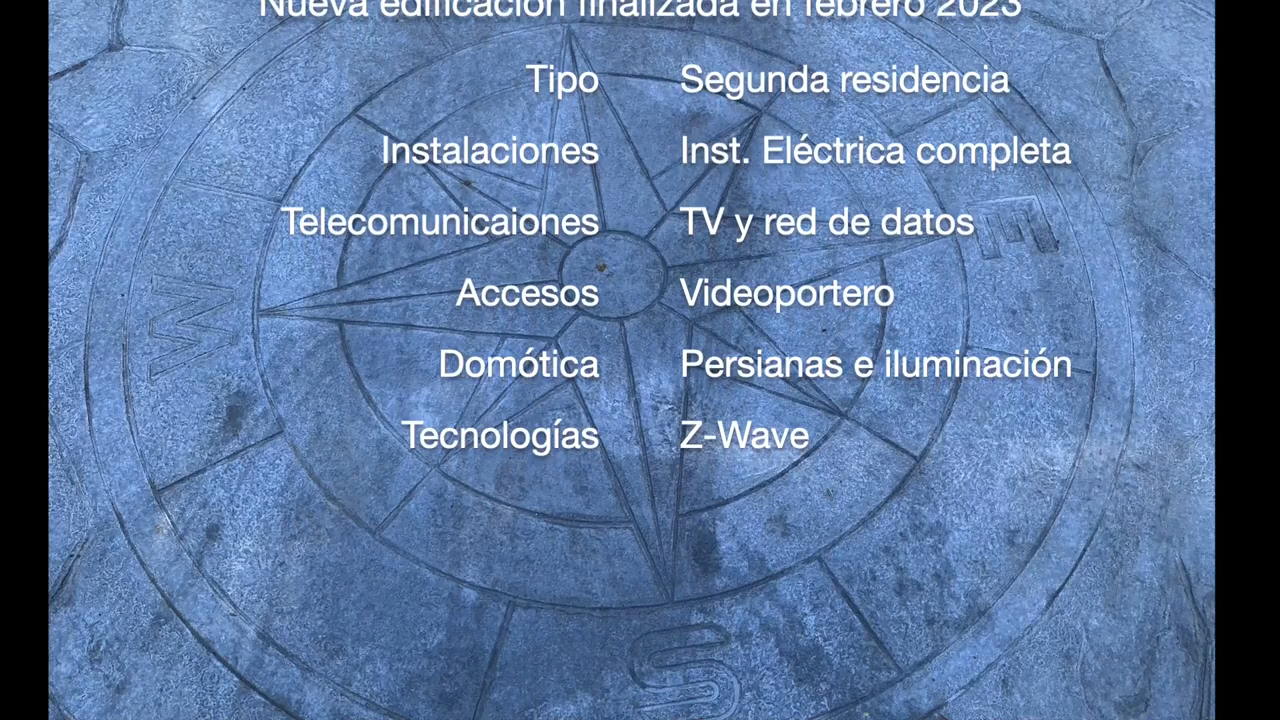 Nueva edificación finalizada en febrero 2023
Tipo Segunda residencia
Instalaciones Inst. Eléctrica completa
Telecomunicaiones TV y red de datos
E
Accesos Videoportero
W
Domótica Persianas e iluminación
Tecnologías Z-Wave
S